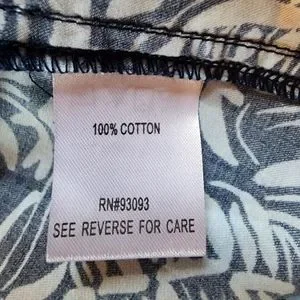 100% COTTON
RN#93093
SEE REVERSE FOR CARE